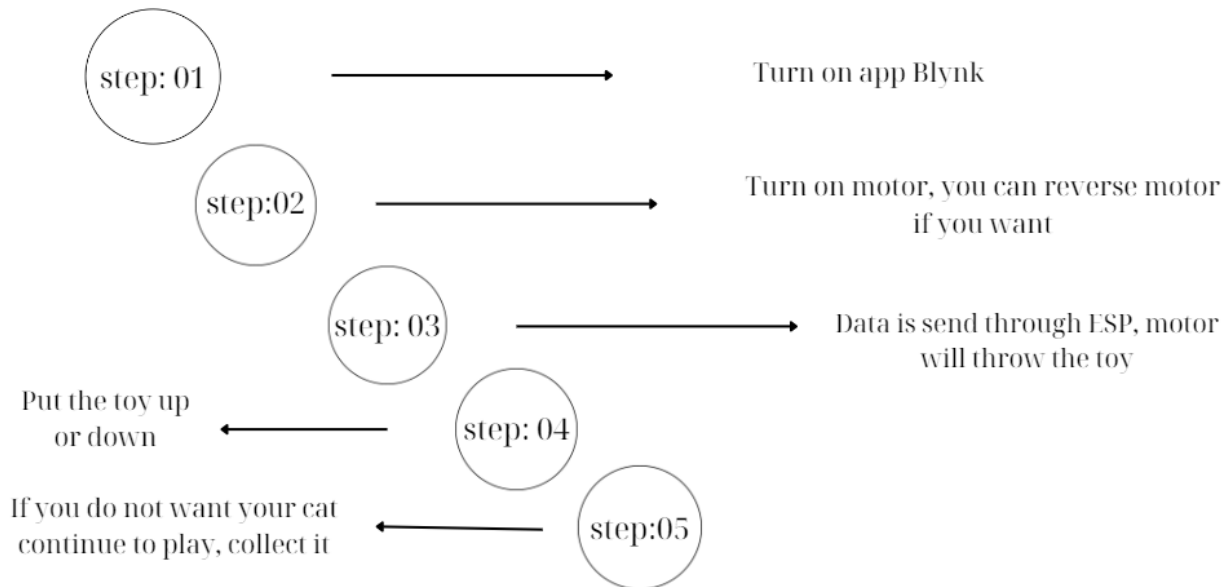 step: 01
Turn on app Blynk
step:02
Turn on motor, you can reverse motor
if you want
step: 03
Data is send through ESP, motor
will throw the toy
step: 04
Put the toy up
or down
step:05
If you do not want your cat
continue to play, collect it